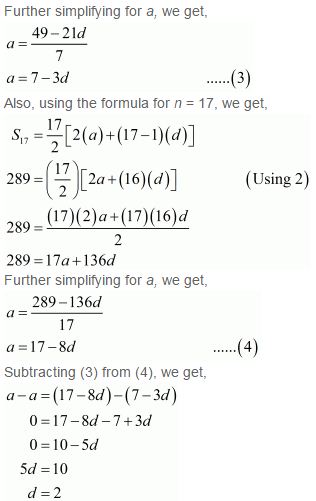 Further simplifying for a, we get,
a = (49 − 21d)/7
a = 7 − 3d ......(3)
Also, using the formula for n = 17, we get,
S₁₇ = 17/2 [2(a) + (17 − 1)(d)]
289 = (17/2)[2a + (16)(d)] (Using 2)
289 = ((17)(2)a + (17)(16)d)/2
289 = 17a + 136d
Further simplifying for a, we get,
a = (289 − 136d)/17
a = 17 − 8d ......(4)
Subtracting (3) from (4), we get,
a − a = (17 − 8d) − (7 − 3d)
0 = 17 − 8d − 7 + 3d
0 = 10 − 5d
5d = 10
d = 2